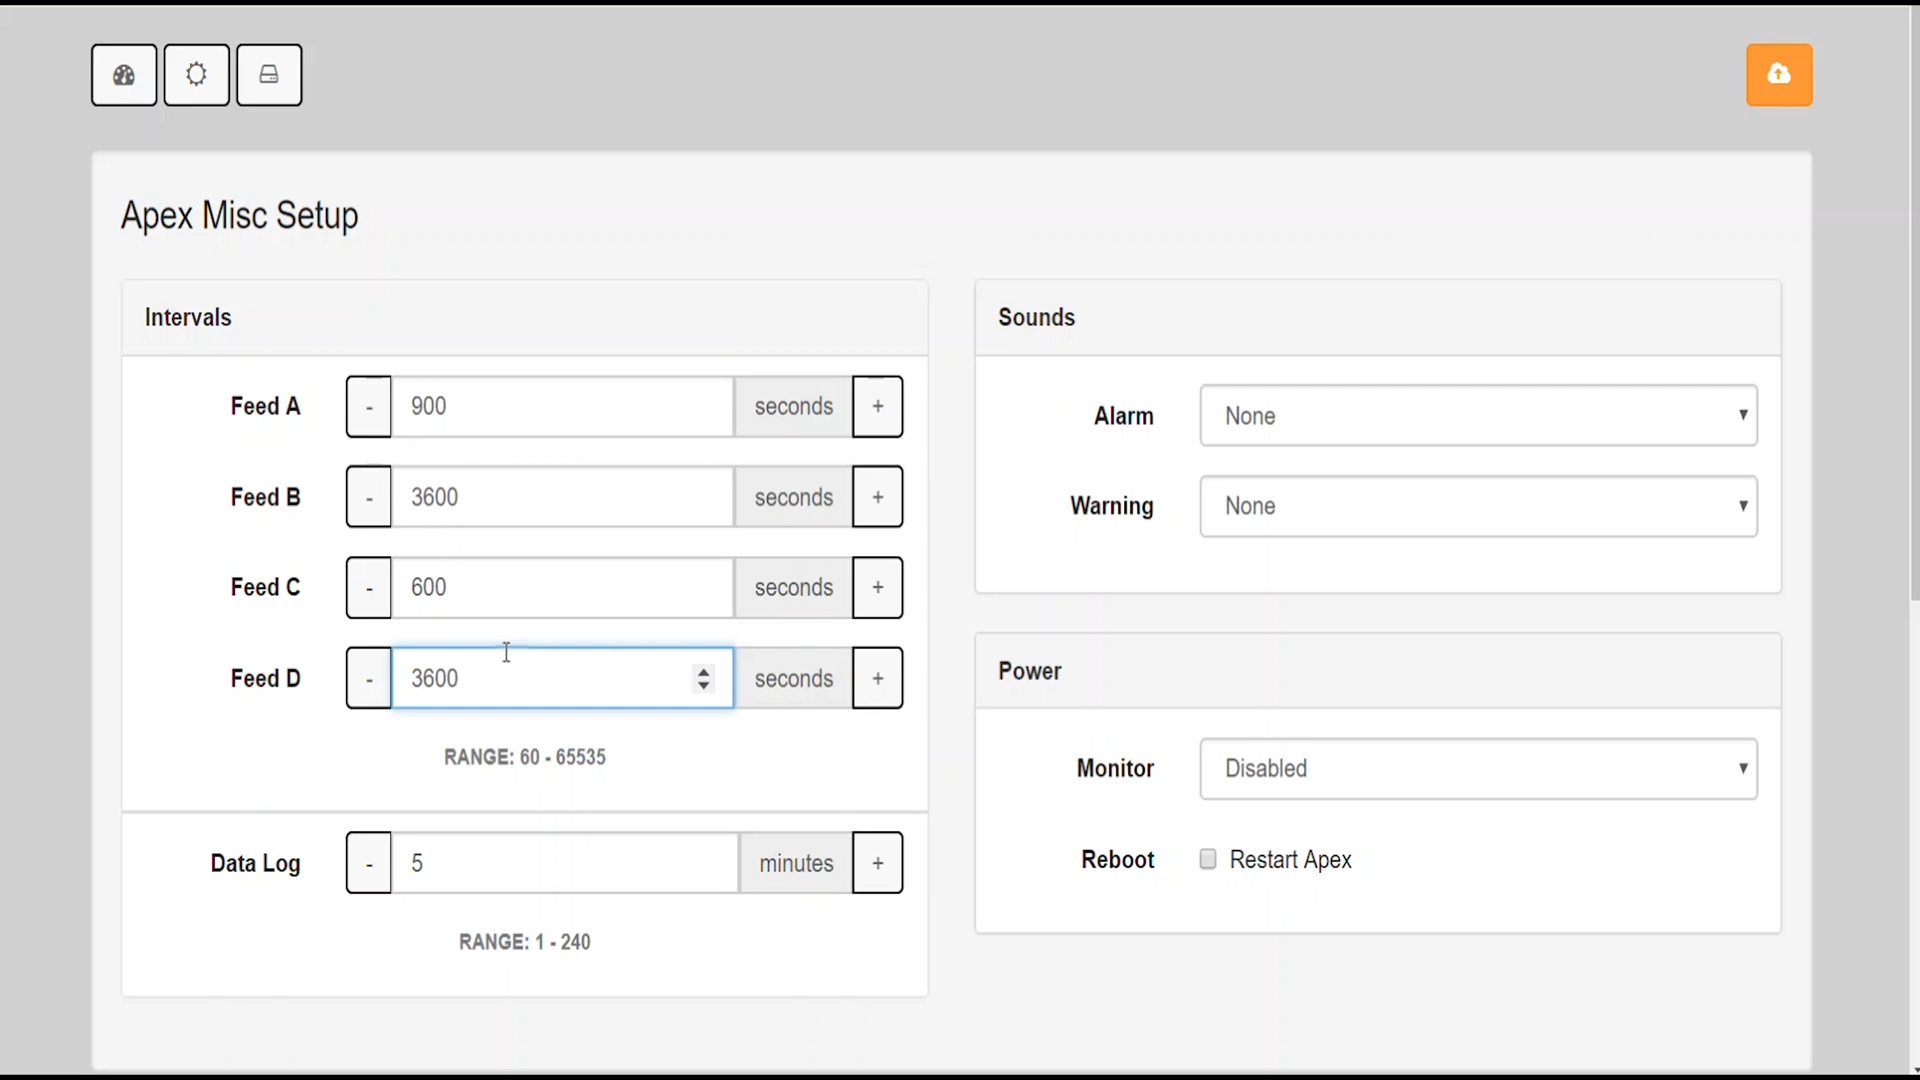 Apex Misc Setup
Intervals
Feed A - 900 seconds +
Feed B - 3600 seconds +
Feed C - 600 seconds +
Feed D - 3600 seconds +
RANGE: 60 - 65535
Data Log - 5 minutes +
RANGE: 1 - 240
Sounds
Alarm None
Warning None
Power
Monitor Disabled
Reboot Restart Apex